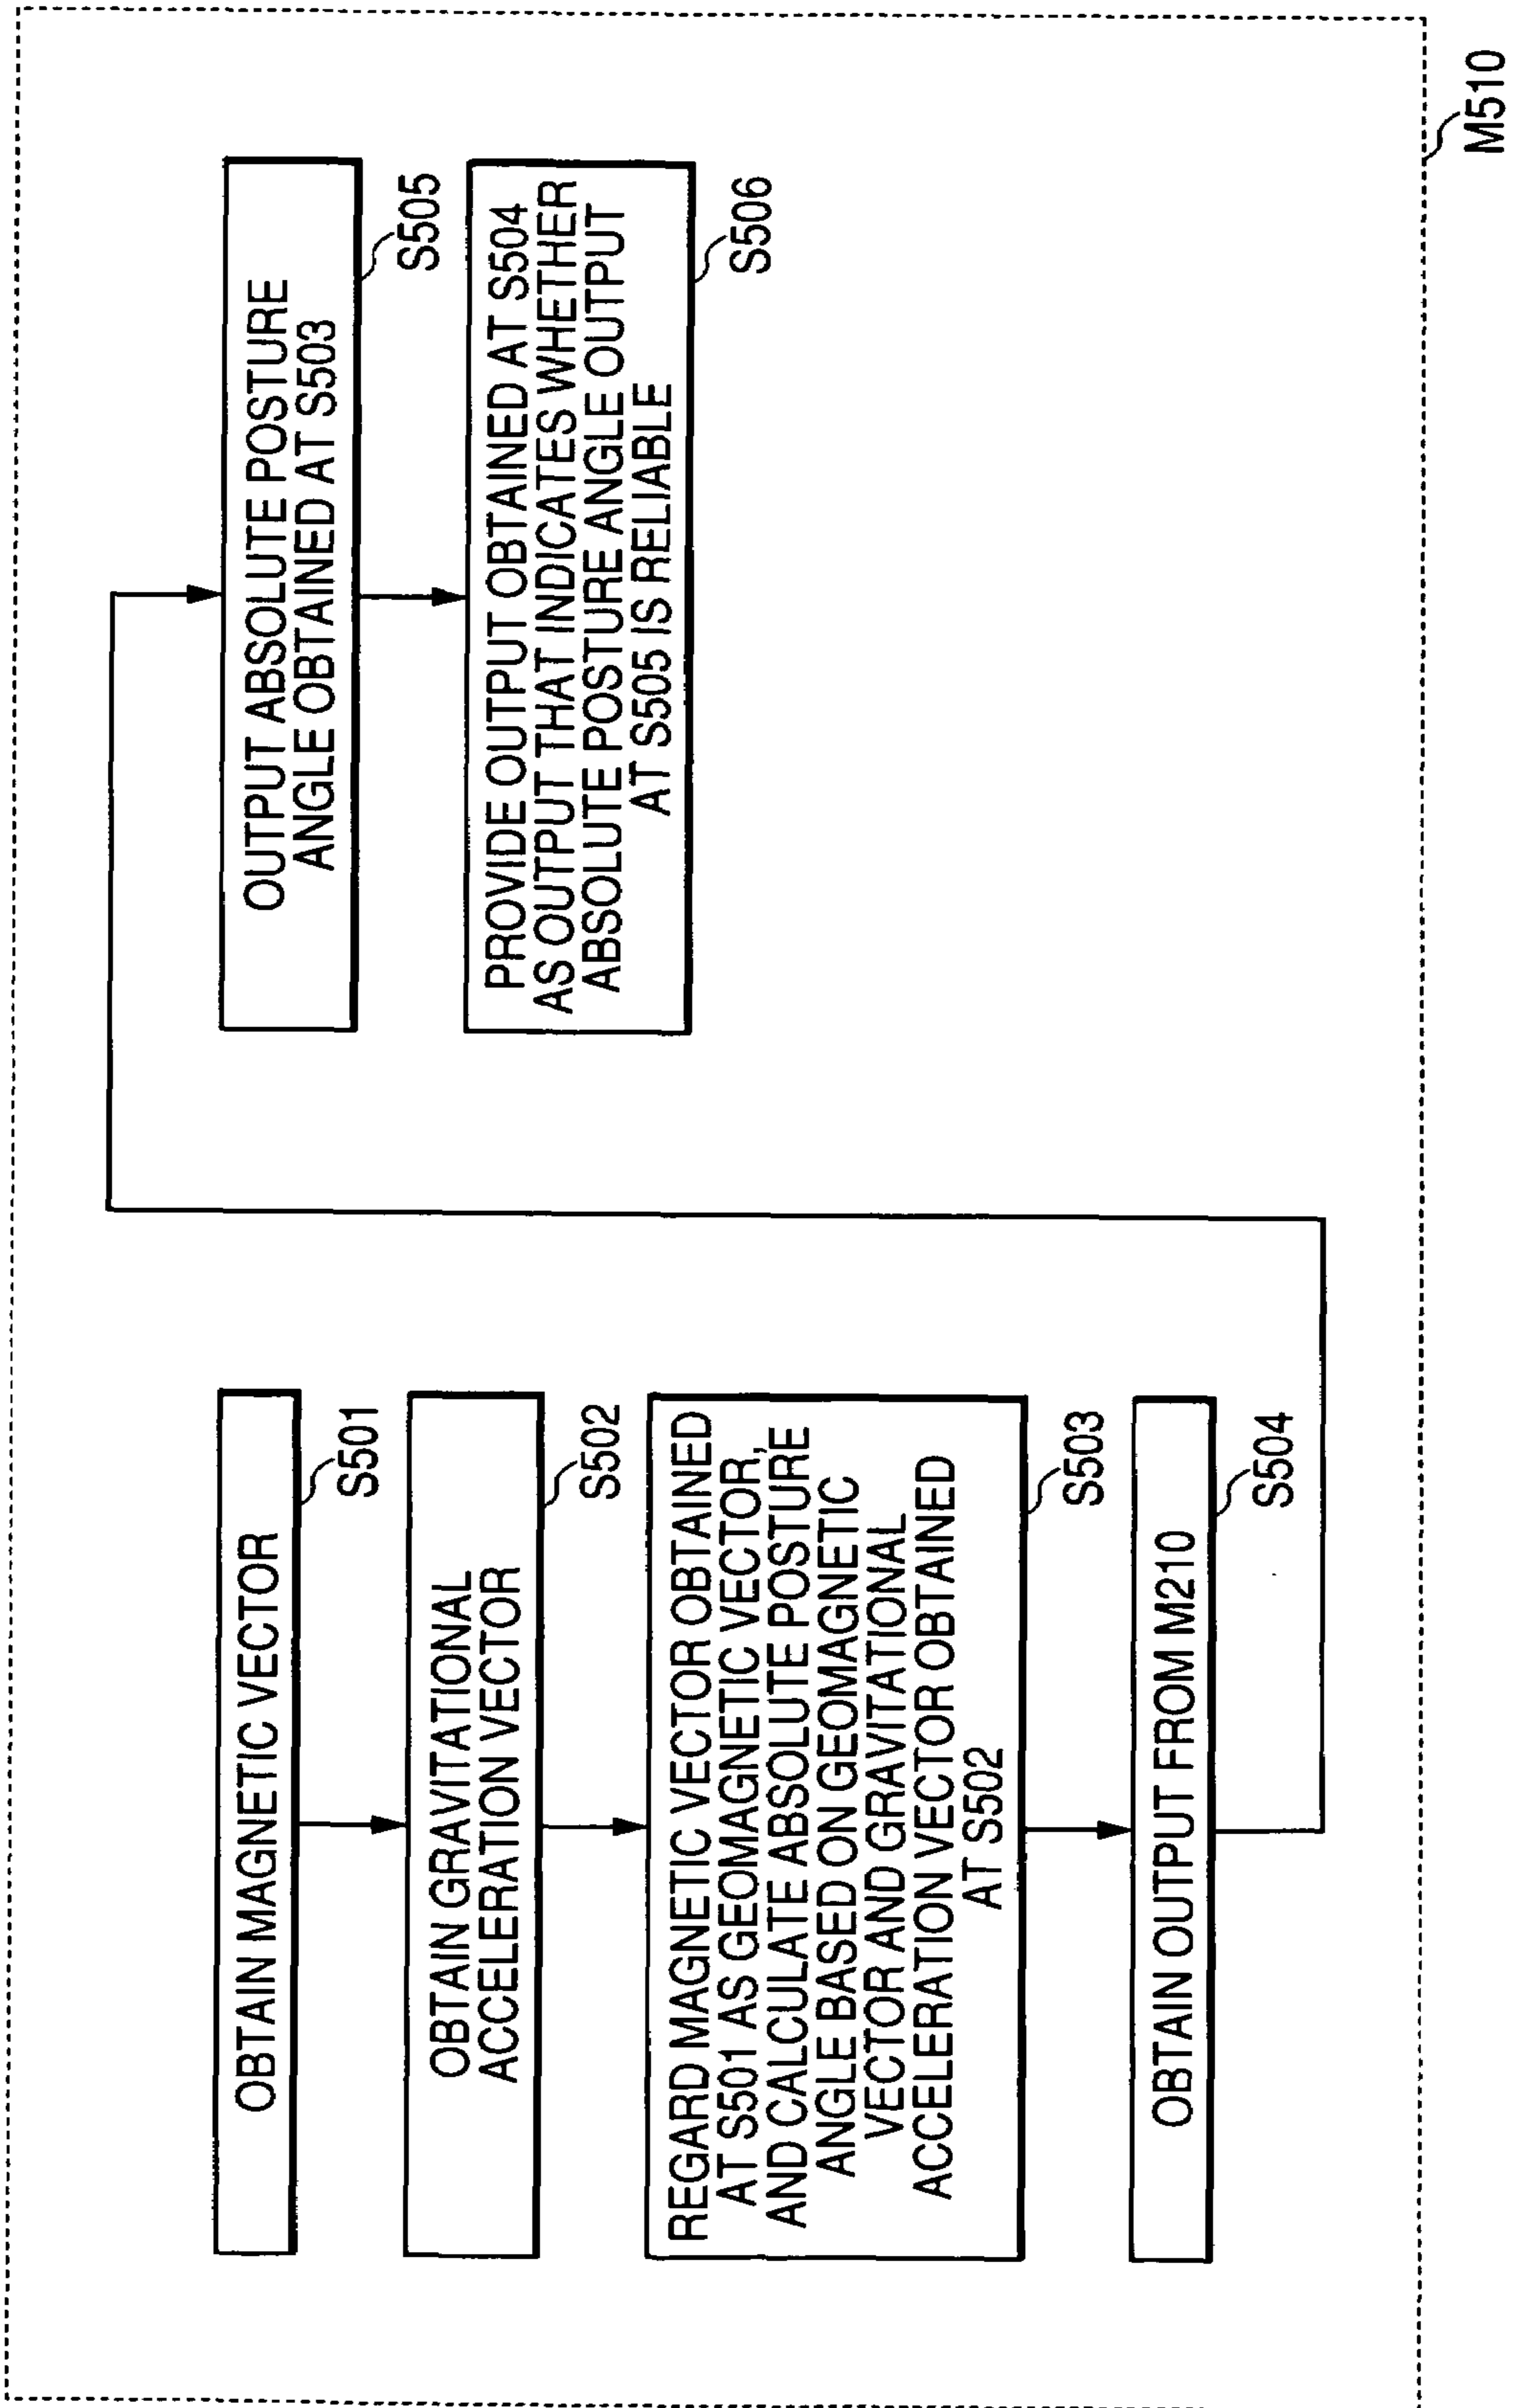 OBTAIN MAGNETIC VECTOR
S501
OBTAIN GRAVITATIONAL
ACCELERATION VECTOR
S502
REGARD MAGNETIC VECTOR OBTAINED
AT S501 AS GEOMAGNETIC VECTOR,
AND CALCULATE ABSOLUTE POSTURE
ANGLE BASED ON GEOMAGNETIC
VECTOR AND GRAVITATIONAL
ACCELERATION VECTOR OBTAINED
AT S502
S503
OBTAIN OUTPUT FROM M210
S504
OUTPUT ABSOLUTE POSTURE
ANGLE OBTAINED AT S503
S505
PROVIDE OUTPUT OBTAINED AT S504
AS OUTPUT THAT INDICATES WHETHER
ABSOLUTE POSTURE ANGLE OUTPUT
AT S505 IS RELIABLE
S506
M510